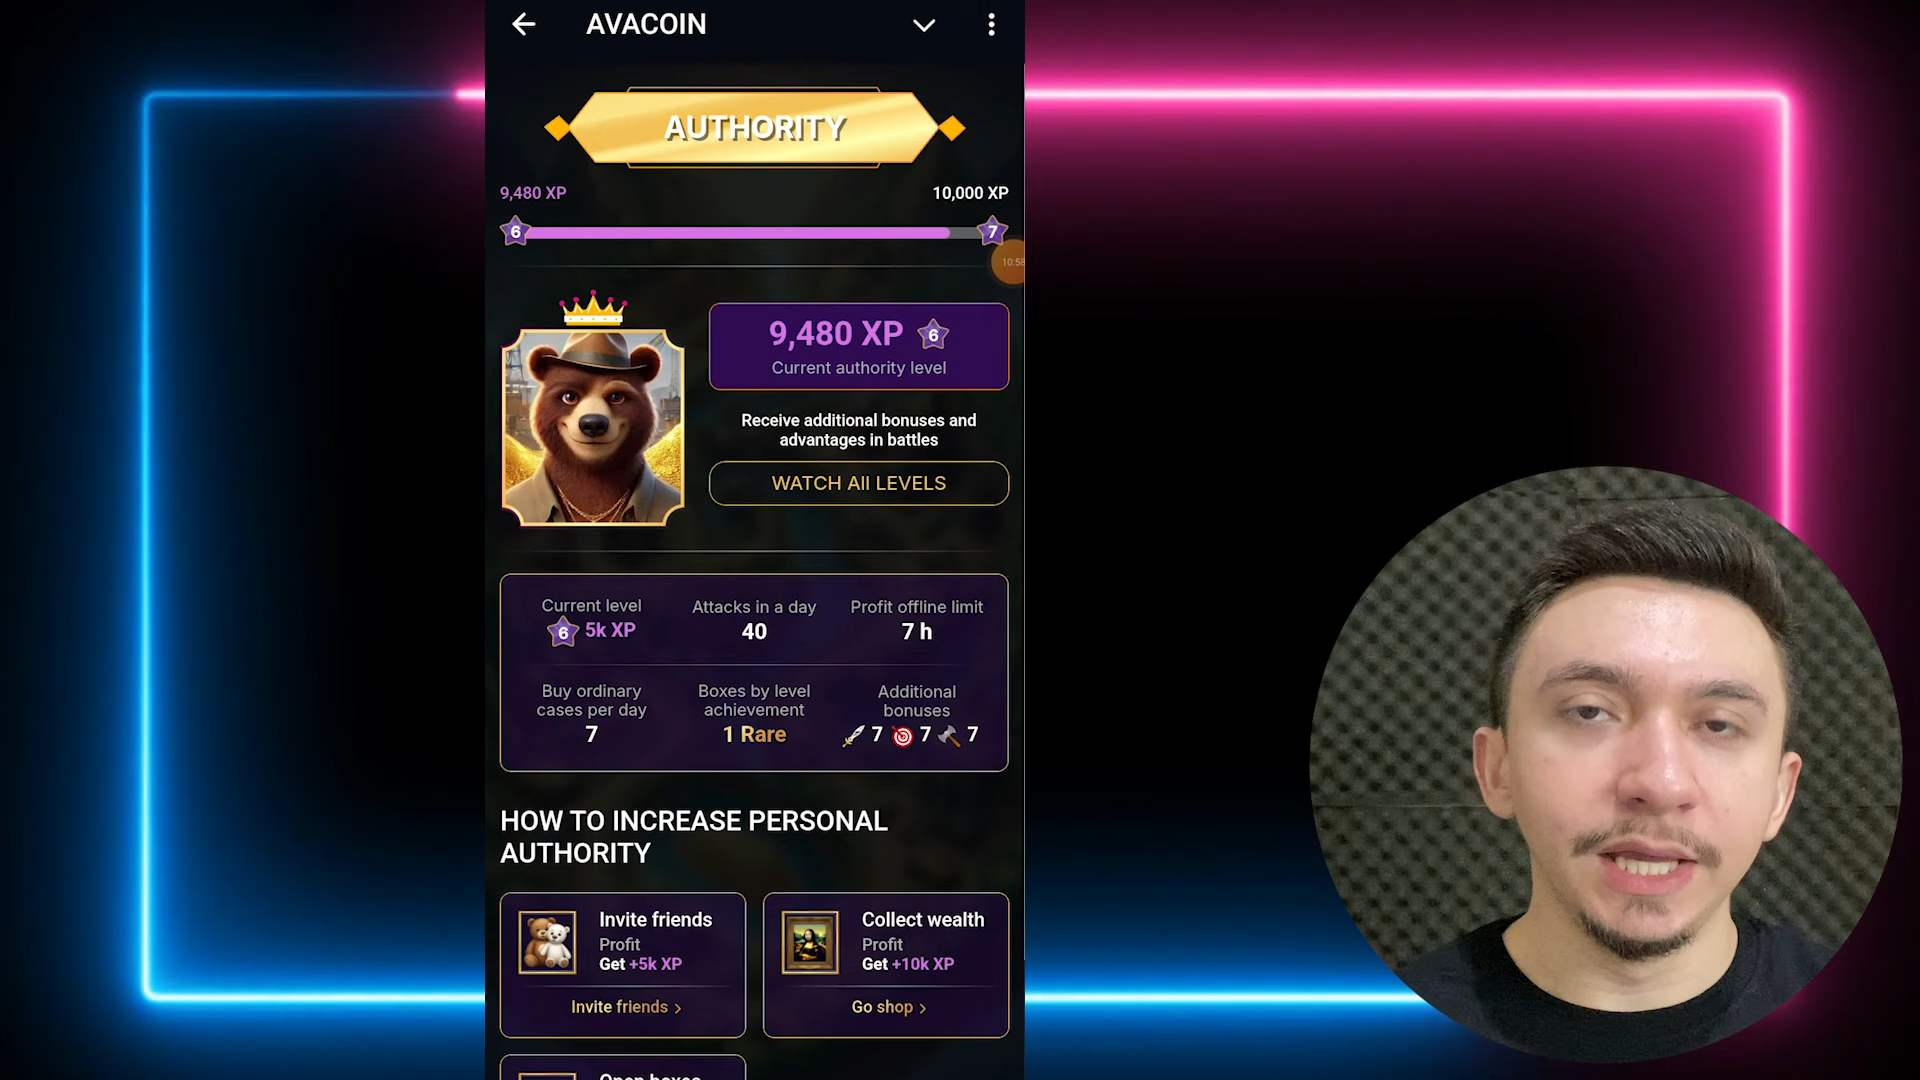 AVACOIN
AUTHORITY
9,480 XP
10,000 XP
6
7
10:58
9,480 XP 6
Current authority level
Receive additional bonuses and
advantages in battles
WATCH All LEVELS
Current level
6 5k XP
Attacks in a day
40
Profit offline limit
7 h
Buy ordinary
cases per day
7
Boxes by level
achievement
1 Rare
Additional
bonuses
7 7 7
HOW TO INCREASE PERSONAL
AUTHORITY
Invite friends
Profit
Get +5k XP
Invite friends >
Collect wealth
Profit
Get +10k XP
Go shop >
Open boxes